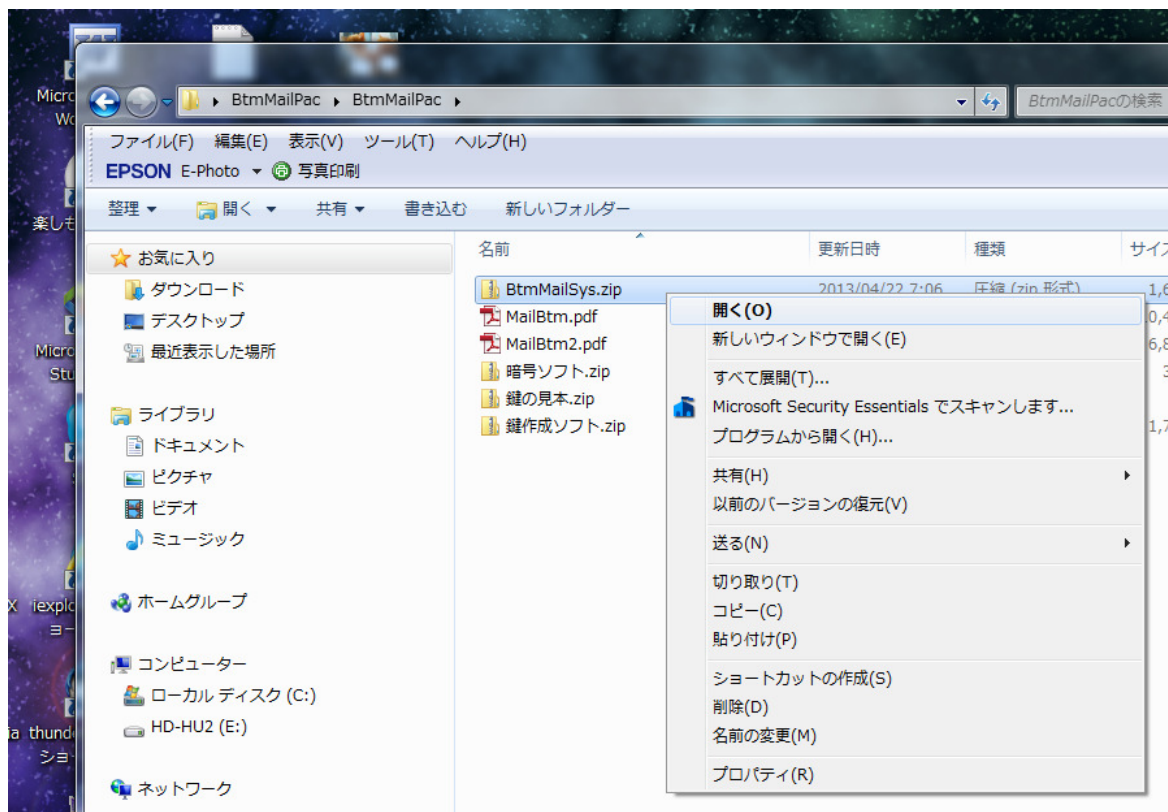 BtmMailPac ▸ BtmMailPac ▸
BtmMailPacの検索
ファイル(F) 編集(E) 表示(V) ツール(T) ヘルプ(H)
EPSON E-Photo 写真印刷
整理 開く 共有 書き込む 新しいフォルダー
名前 更新日時 種類 サイズ
お気に入り
ダウンロード
デスクトップ
最近表示した場所
ライブラリ
ドキュメント
ピクチャ
ビデオ
ミュージック
ホームグループ
コンピューター
ローカル ディスク (C:)
HD-HU2 (E:)
ネットワーク
BtmMailSys.zip 2013/04/22 7:06 圧縮 (zip 形式)
MailBtm.pdf
MailBtm2.pdf
暗号ソフト.zip
鍵の見本.zip
鍵作成ソフト.zip
開く(O)
新しいウィンドウで開く(E)
すべて展開(T)...
Microsoft Security Essentials でスキャンします...
プログラムから開く(H)...
共有(H)
以前のバージョンの復元(V)
送る(N)
切り取り(T)
コピー(C)
貼り付け(P)
ショートカットの作成(S)
削除(D)
名前の変更(M)
プロパティ(R)